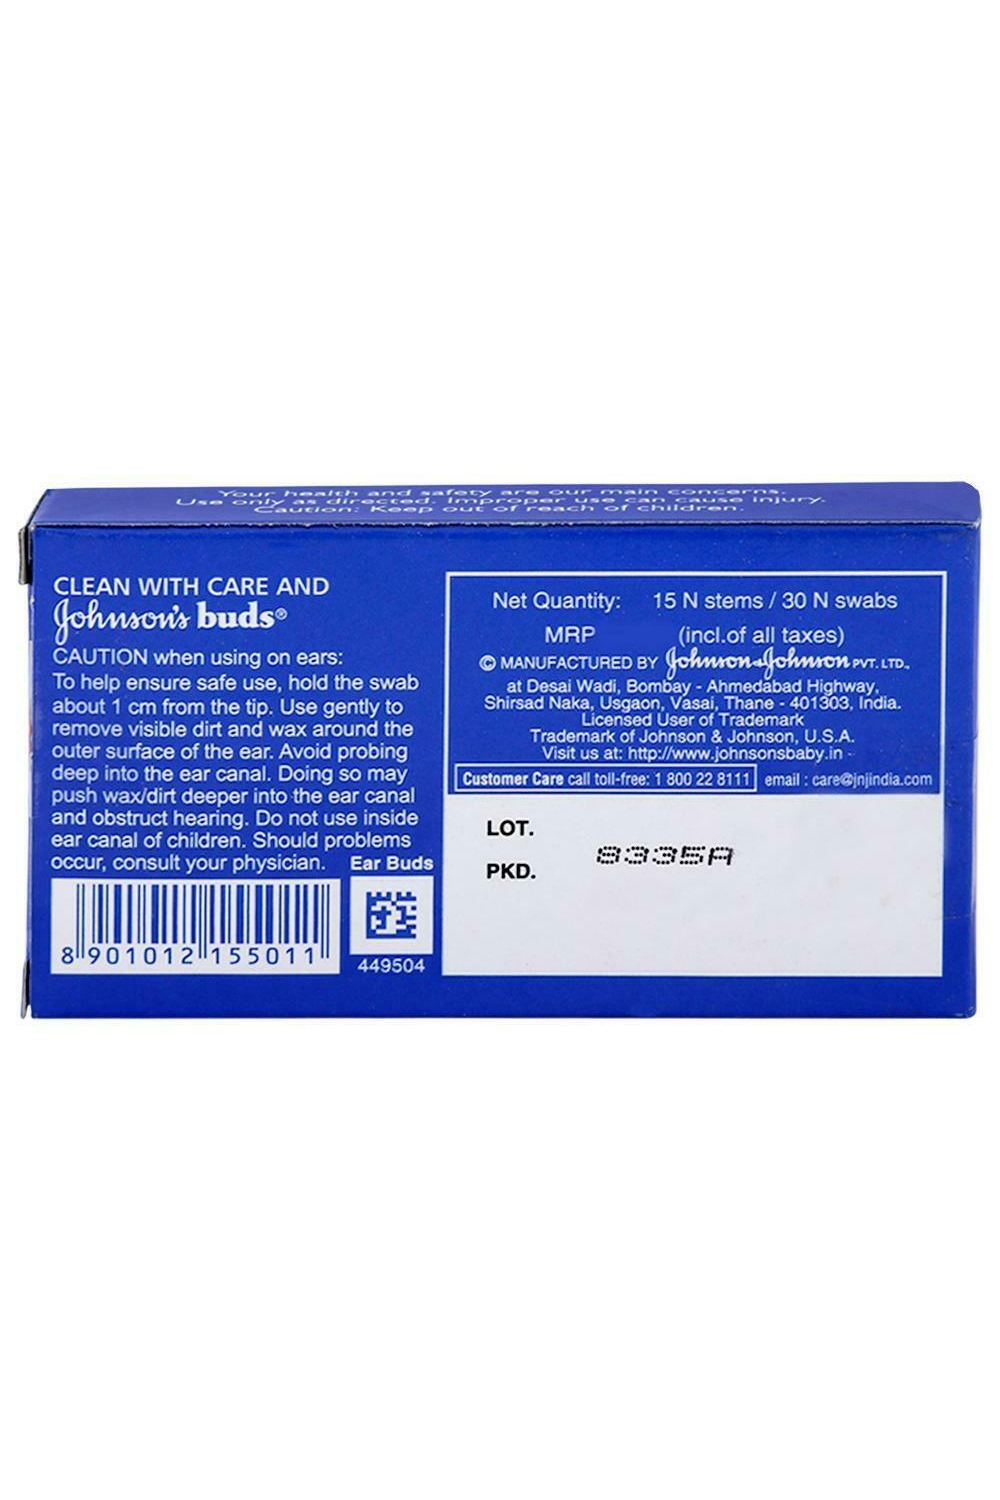 Your health and safety are our main concerns.
Use only as directed. Improper use can cause injury.
Caution: Keep out of reach of children.
CLEAN WITH CARE AND
Johnson's buds®
CAUTION when using on ears:
To help ensure safe use, hold the swab
about 1 cm from the tip. Use gently to
remove visible dirt and wax around the
outer surface of the ear. Avoid probing
deep into the ear canal. Doing so may
push wax/dirt deeper into the ear canal
and obstruct hearing. Do not use inside
ear canal of children. Should problems
occur, consult your physician.
Ear Buds
8 901012 155011
449504
Net Quantity: 15 N stems / 30 N swabs
MRP (incl.of all taxes)
© MANUFACTURED BY Johnson & Johnson PVT. LTD.,
at Desai Wadi, Bombay - Ahmedabad Highway,
Shirsad Naka, Usgaon, Vasai, Thane - 401303, India.
Licensed User of Trademark
Trademark of Johnson & Johnson, U.S.A.
Visit us at: http://www.johnsonsbaby.in
Customer Care call toll-free: 1 800 22 8111 email : care@jnjindia.com
LOT.
8335A
PKD.